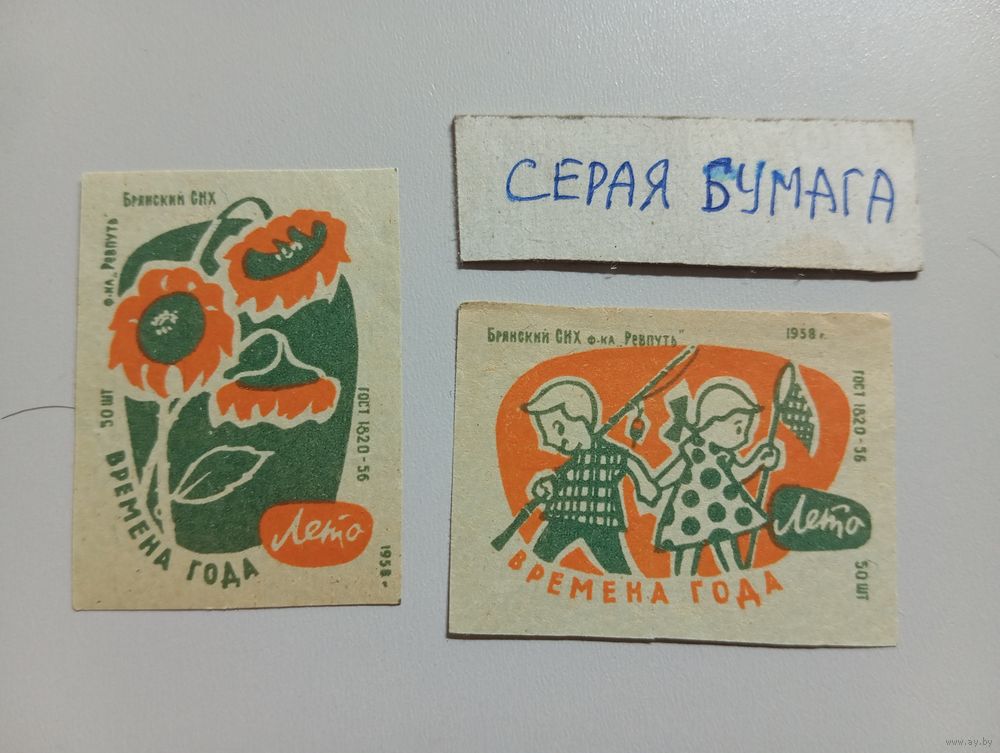 СЕРАЯ БУМАГА
Брянский СНХ
ф-ка „Ревпуть"
50 шт
ГОСТ 1820-56
Лето
ВРЕМЕНА ГОДА
1958 г
Брянский СНХ ф-ка „Ревпуть"
1958 г.
ГОСТ 1820-56
Лето
50 шт
ВРЕМЕНА ГОДА
www.ay.by